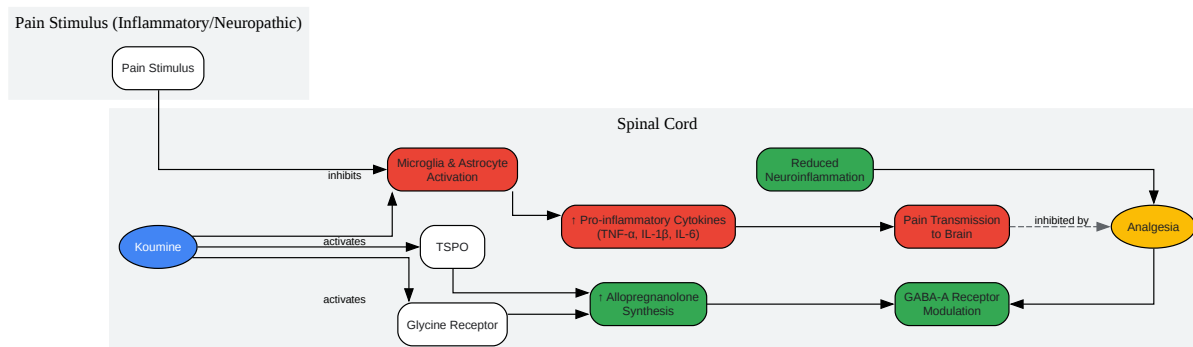 Pain Stimulus (Inflammatory/Neuropathic)
Pain Stimulus
Spinal Cord
Microglia & Astrocyte
Activation
inhibits
Reduced
Neuroinflammation
↑ Pro-inflammatory Cytokines
(TNF-α, IL-1β, IL-6)
Pain Transmission
to Brain
inhibited by
Analgesia
Koumine
activates
TSPO
activates
Glycine Receptor
↑ Allopregnanolone
Synthesis
GABA-A Receptor
Modulation